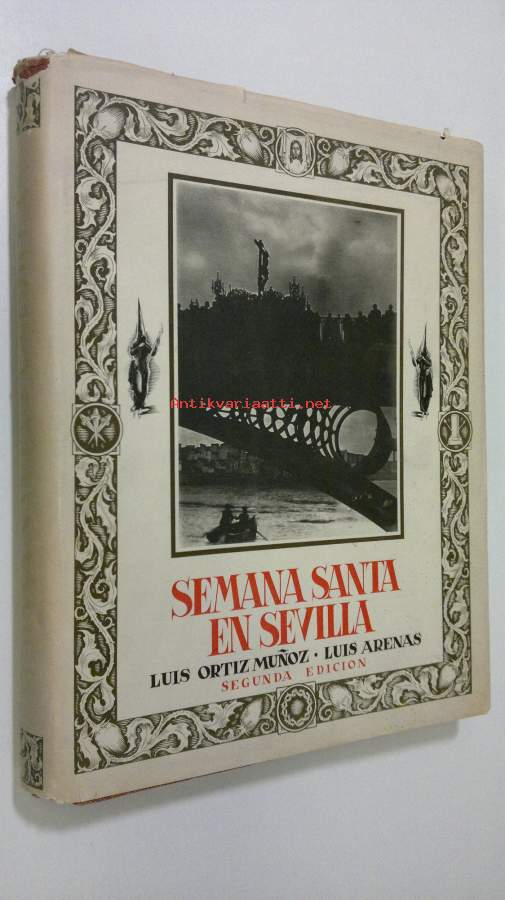 Antikvariaatti.net
SEMANA SANTA
EN SEVILLA
LUIS ORTIZ MUÑOZ · LUIS ARENAS
SEGUNDA EDICION